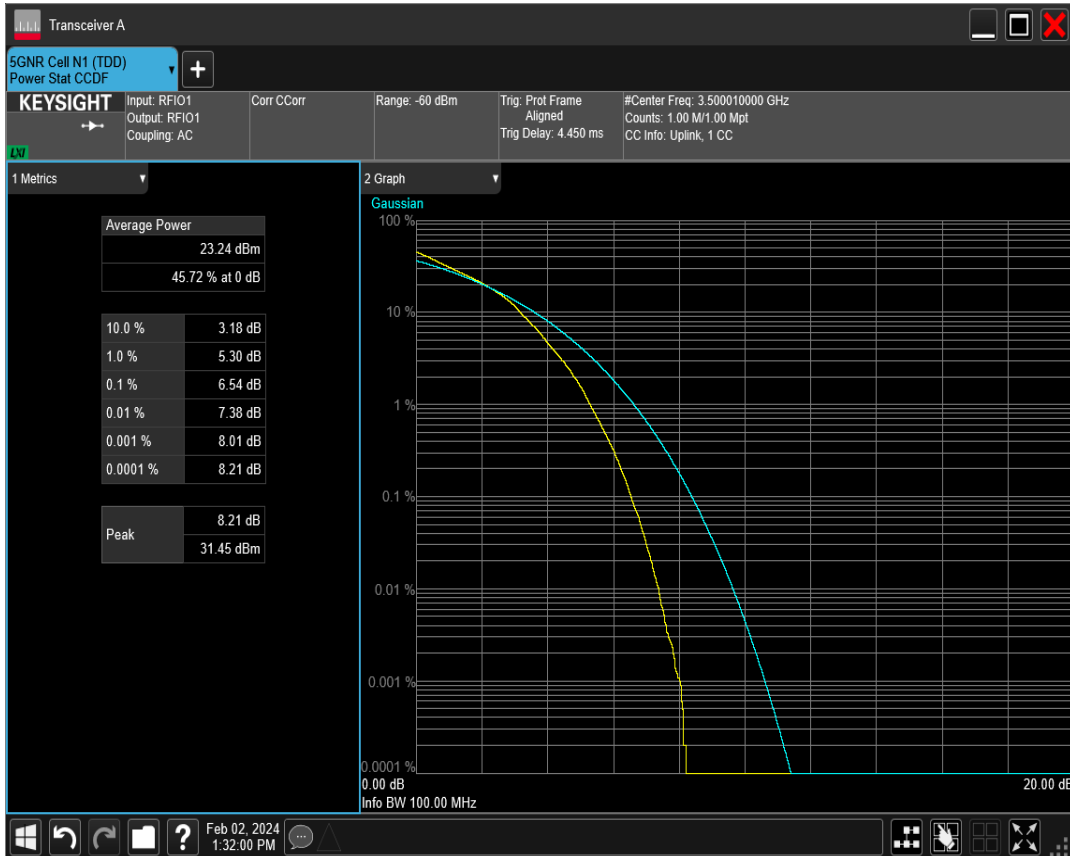 Transceiver A
5GNR Cell N1 (TDD)
Power Stat CCDF
+
KEYSIGHT
LXI
Input: RFIO1
Output: RFIO1
Coupling: AC
Corr CCorr
Range: -60 dBm
Trig: Prot Frame
Aligned
Trig Delay: 4.450 ms
#Center Freq: 3.500010000 GHz
Counts: 1.00 M/1.00 Mpt
CC Info: Uplink, 1 CC
1 Metrics
Average Power
23.24 dBm
45.72 % at 0 dB
10.0 % 3.18 dB
1.0 % 5.30 dB
0.1 % 6.54 dB
0.01 % 7.38 dB
0.001 % 8.01 dB
0.0001 % 8.21 dB
Peak
8.21 dB
31.45 dBm
2 Graph
Gaussian
100 %
10 %
1 %
0.1 %
0.01 %
0.001 %
0.0001 %
0.00 dB 20.00 dB
Info BW 100.00 MHz
?
Feb 02, 2024
1:32:00 PM